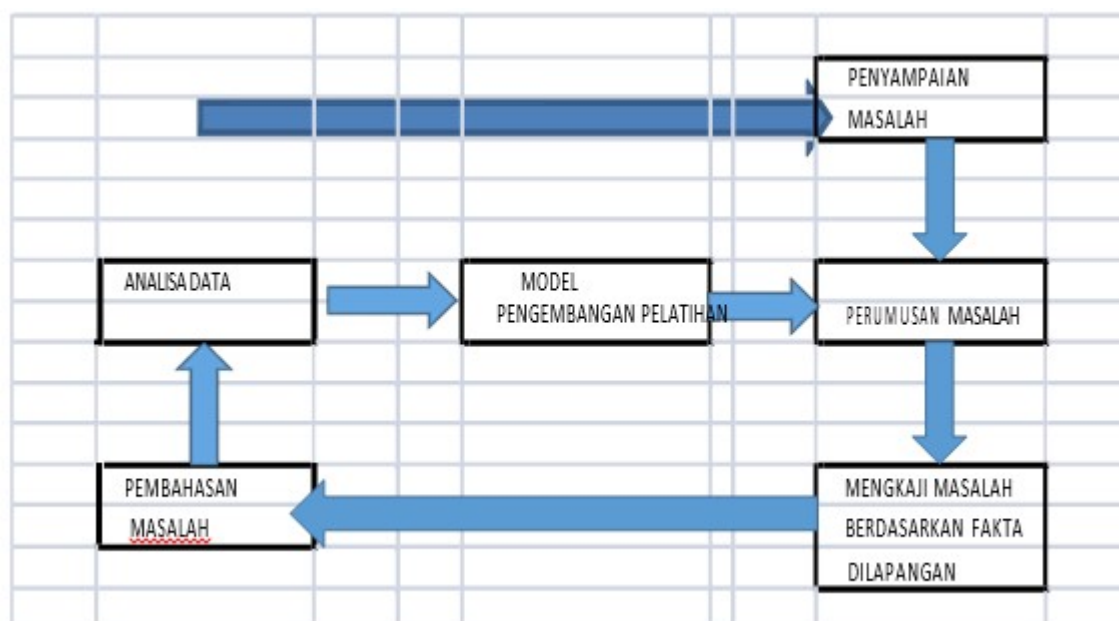 PENYAMPAIAN
MASALAH
ANALISA DATA
MODEL
PENGEMBANGAN PELATIHAN
PERUMUSAN MASALAH
PEMBAHASAN
MASALAH
MENGKAJI MASALAH
BERDASARKAN FAKTA
DILAPANGAN